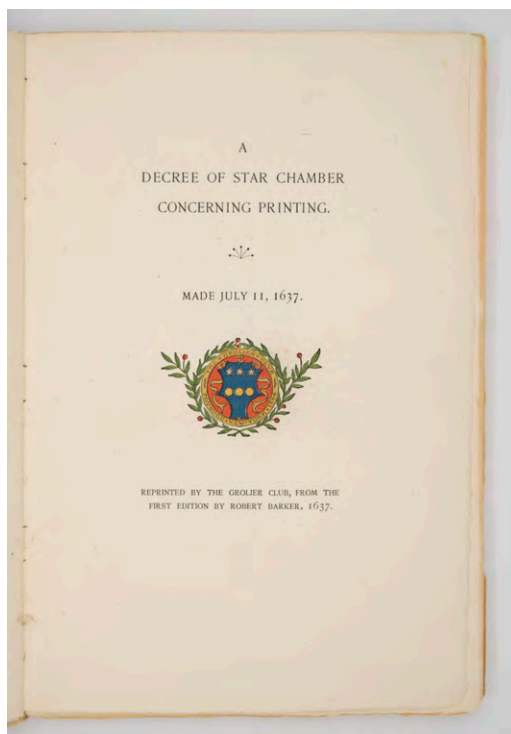 A
DECREE OF STAR CHAMBER
CONCERNING PRINTING.
MADE JULY 11, 1637.
REPRINTED BY THE GROLIER CLUB, FROM THE
FIRST EDITION BY ROBERT BARKER, 1637.